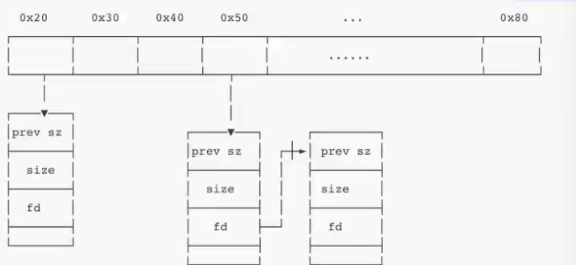 0x20 0x30 0x40 0x50 ... 0x80
......
prev sz
size
fd
prev sz
size
fd
prev sz
size
fd